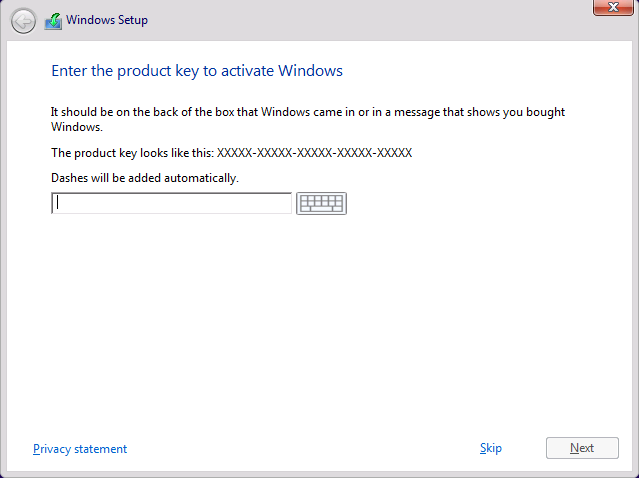 Windows Setup
Enter the product key to activate Windows
It should be on the back of the box that Windows came in or in a message that shows you bought
Windows.
The product key looks like this: XXXXX-XXXXX-XXXXX-XXXXX-XXXXX
Dashes will be added automatically.
Privacy statement
Skip
Next